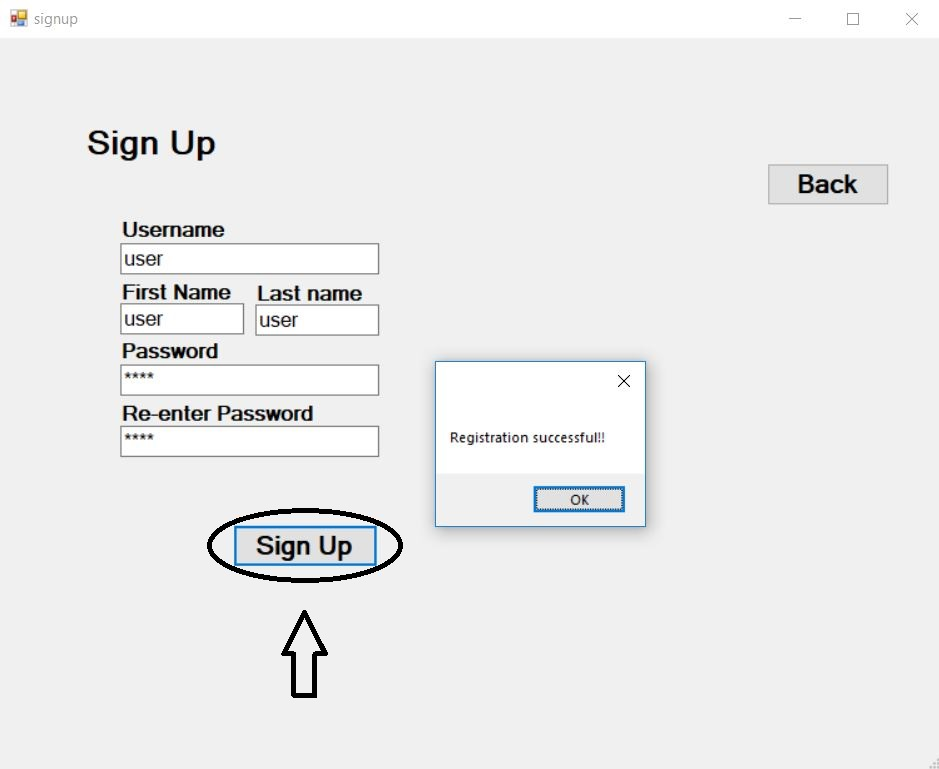 signup
Sign Up
Back
Username
user
First Name Last name
user user
Password
****
Re-enter Password
****
Registration successful!!
OK
Sign Up